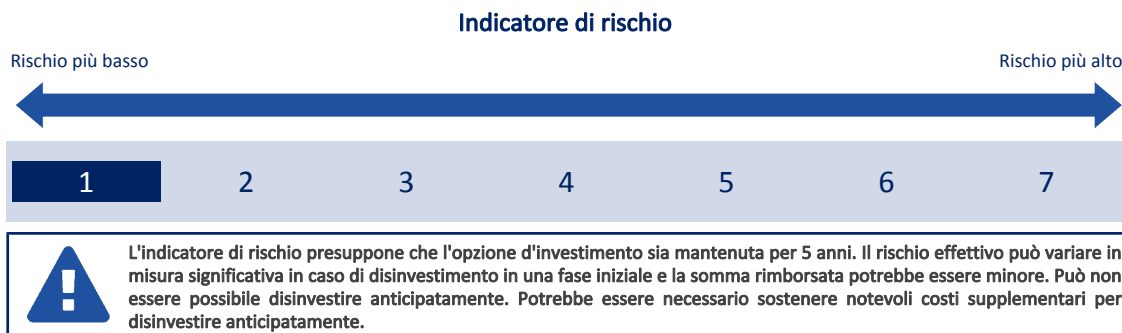 Indicatore di rischio
Rischio più basso
Rischio più alto
1 2 3 4 5 6 7
L'indicatore di rischio presuppone che l'opzione d'investimento sia mantenuta per 5 anni. Il rischio effettivo può variare in
misura significativa in caso di disinvestimento in una fase iniziale e la somma rimborsata potrebbe essere minore. Può non
essere possibile disinvestire anticipatamente. Potrebbe essere necessario sostenere notevoli costi supplementari per
disinvestire anticipatamente.